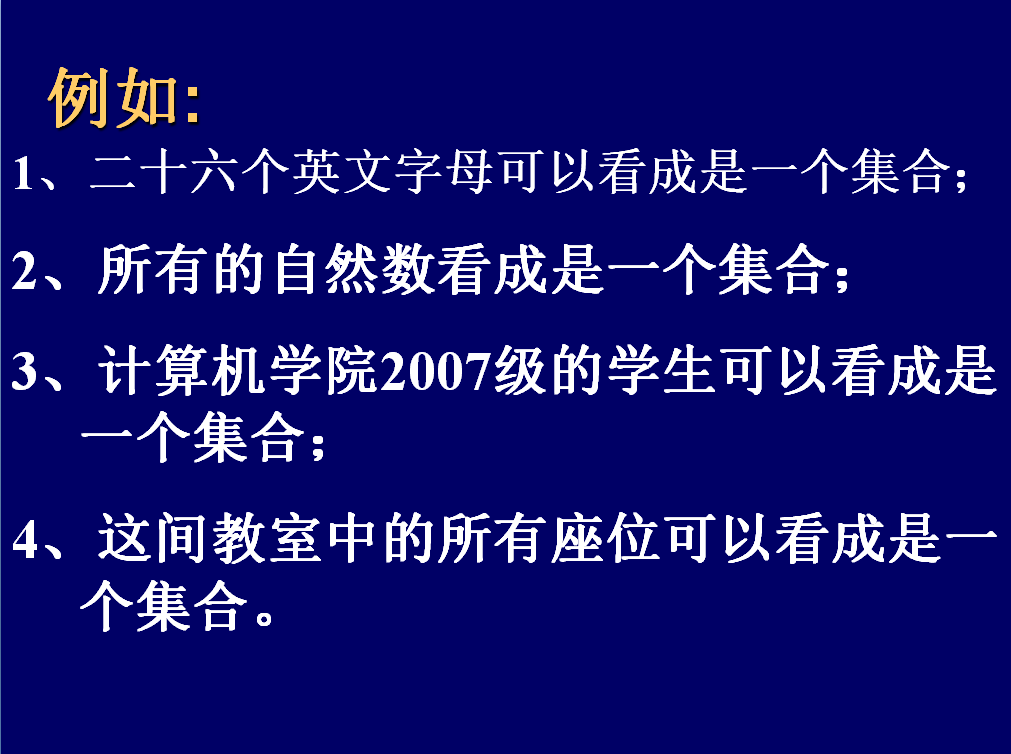 例如:
1、二十六个英文字母可以看成是一个集合；
2、所有的自然数看成是一个集合；
3、计算机学院2007级的学生可以看成是
一个集合；
4、这间教室中的所有座位可以看成是一
个集合。